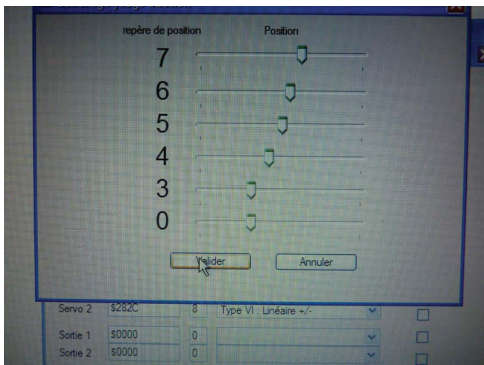 repère de position Position
7
6
5
4
3
0
Valider Annuler
Servo 2 $282C 8 Type VI : Linéaire +/-
Sortie 1 $0000 0
Sortie 2 $0000 0